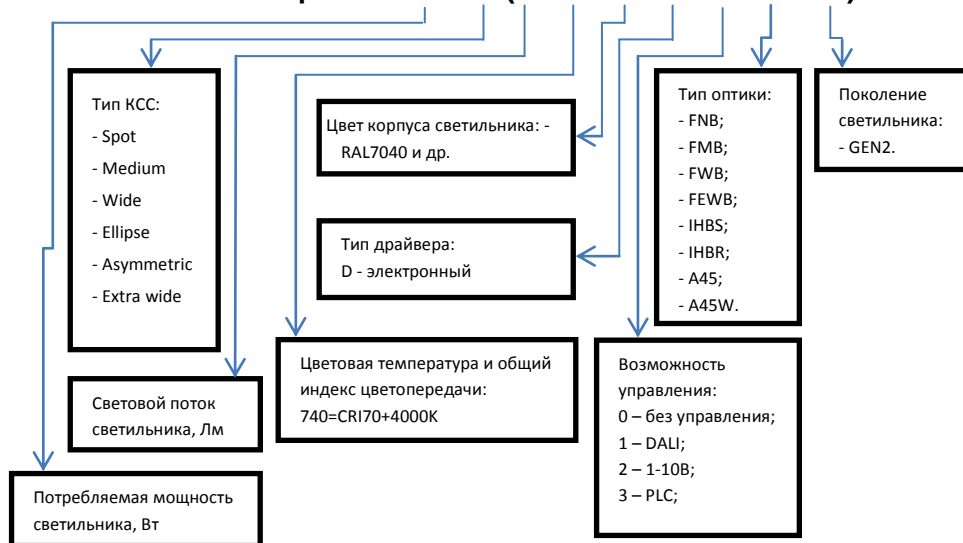 Тип КСС:
- Spot
- Medium
- Wide
- Ellipse
- Asymmetric
- Extra wide
Цвет корпуса светильника: -
RAL7040 и др.
Тип драйвера:
D - электронный
Тип оптики:
- FNB;
- FMB;
- FWB;
- FEWB;
- IHBS;
- IHBR;
- A45;
- A45W.
Поколение
светильника:
- GEN2.
Световой поток
светильника, Лм
Цветовая температура и общий
индекс цветопередачи:
740=CRI70+4000K
Возможность
управления:
0 – без управления;
1 – DALI;
2 – 1-10В;
3 – PLC;
Потребляемая мощность
светильника, Вт